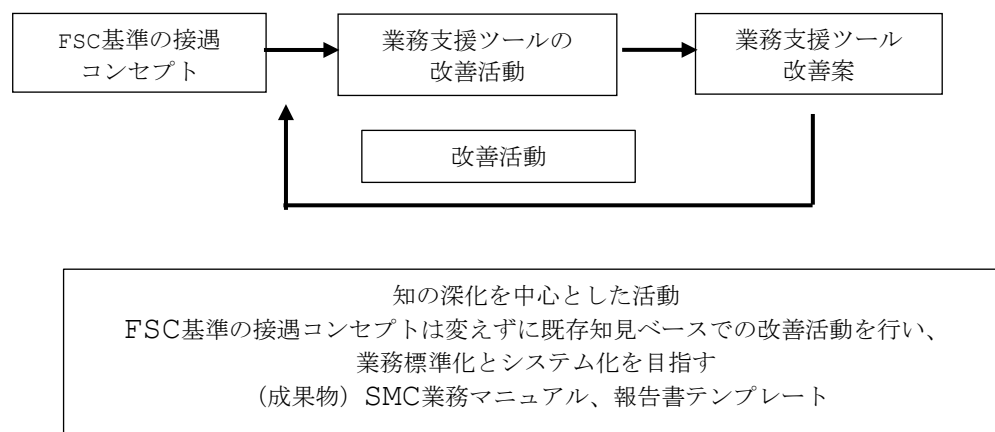 FSC基準の接遇
コンセプト
業務支援ツールの
改善活動
業務支援ツール
改善案
改善活動
知の深化を中心とした活動
FSC基準の接遇コンセプトは変えずに既存知見ベースでの改善活動を行い、
業務標準化とシステム化を目指す
（成果物）SMC業務マニュアル、報告書テンプレート